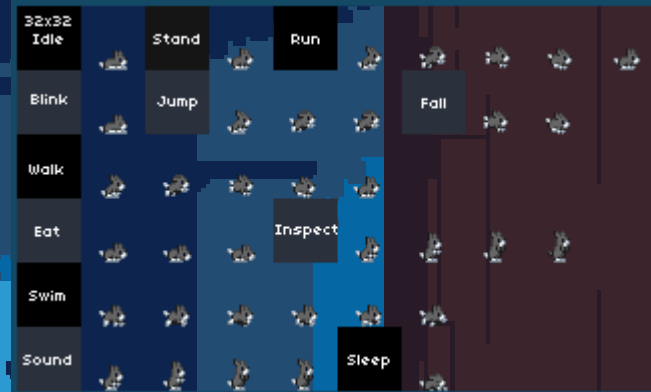 32x32
Idle
Stand
Run
Blink
Jump
Fall
Walk
Eat
Inspect
Swim
Sound
Sleep